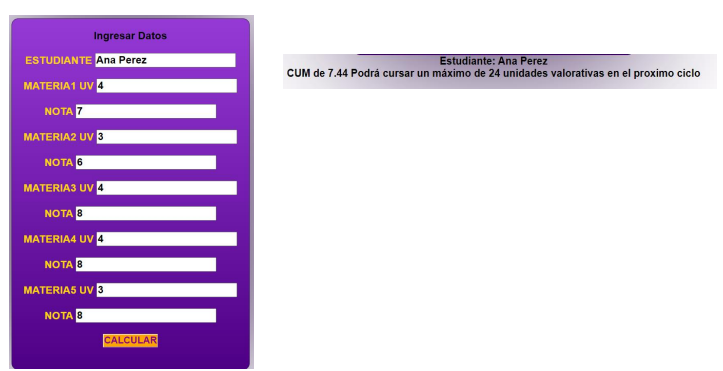 Ingresar Datos
ESTUDIANTE Ana Perez
MATERIA1 UV 4
NOTA 7
MATERIA2 UV 3
NOTA 6
MATERIA3 UV 4
NOTA 8
MATERIA4 UV 4
NOTA 8
MATERIA5 UV 3
NOTA 8
CALCULAR
Estudiante: Ana Perez
CUM de 7.44 Podrá cursar un máximo de 24 unidades valorativas en el proximo ciclo